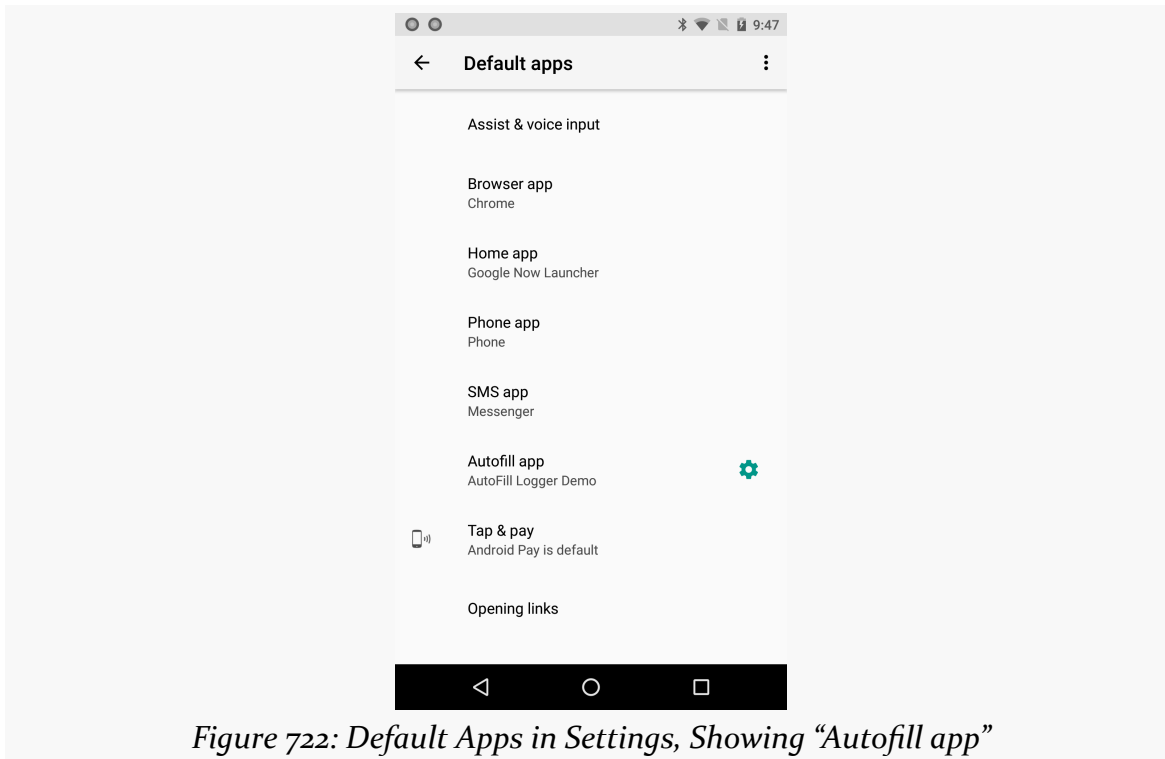 9:47
Default apps
Assist & voice input
Browser app
Chrome
Home app
Google Now Launcher
Phone app
Phone
SMS app
Messenger
Autofill app
AutoFill Logger Demo
Tap & pay
Android Pay is default
Opening links
Figure 722: Default Apps in Settings, Showing “Autofill app”